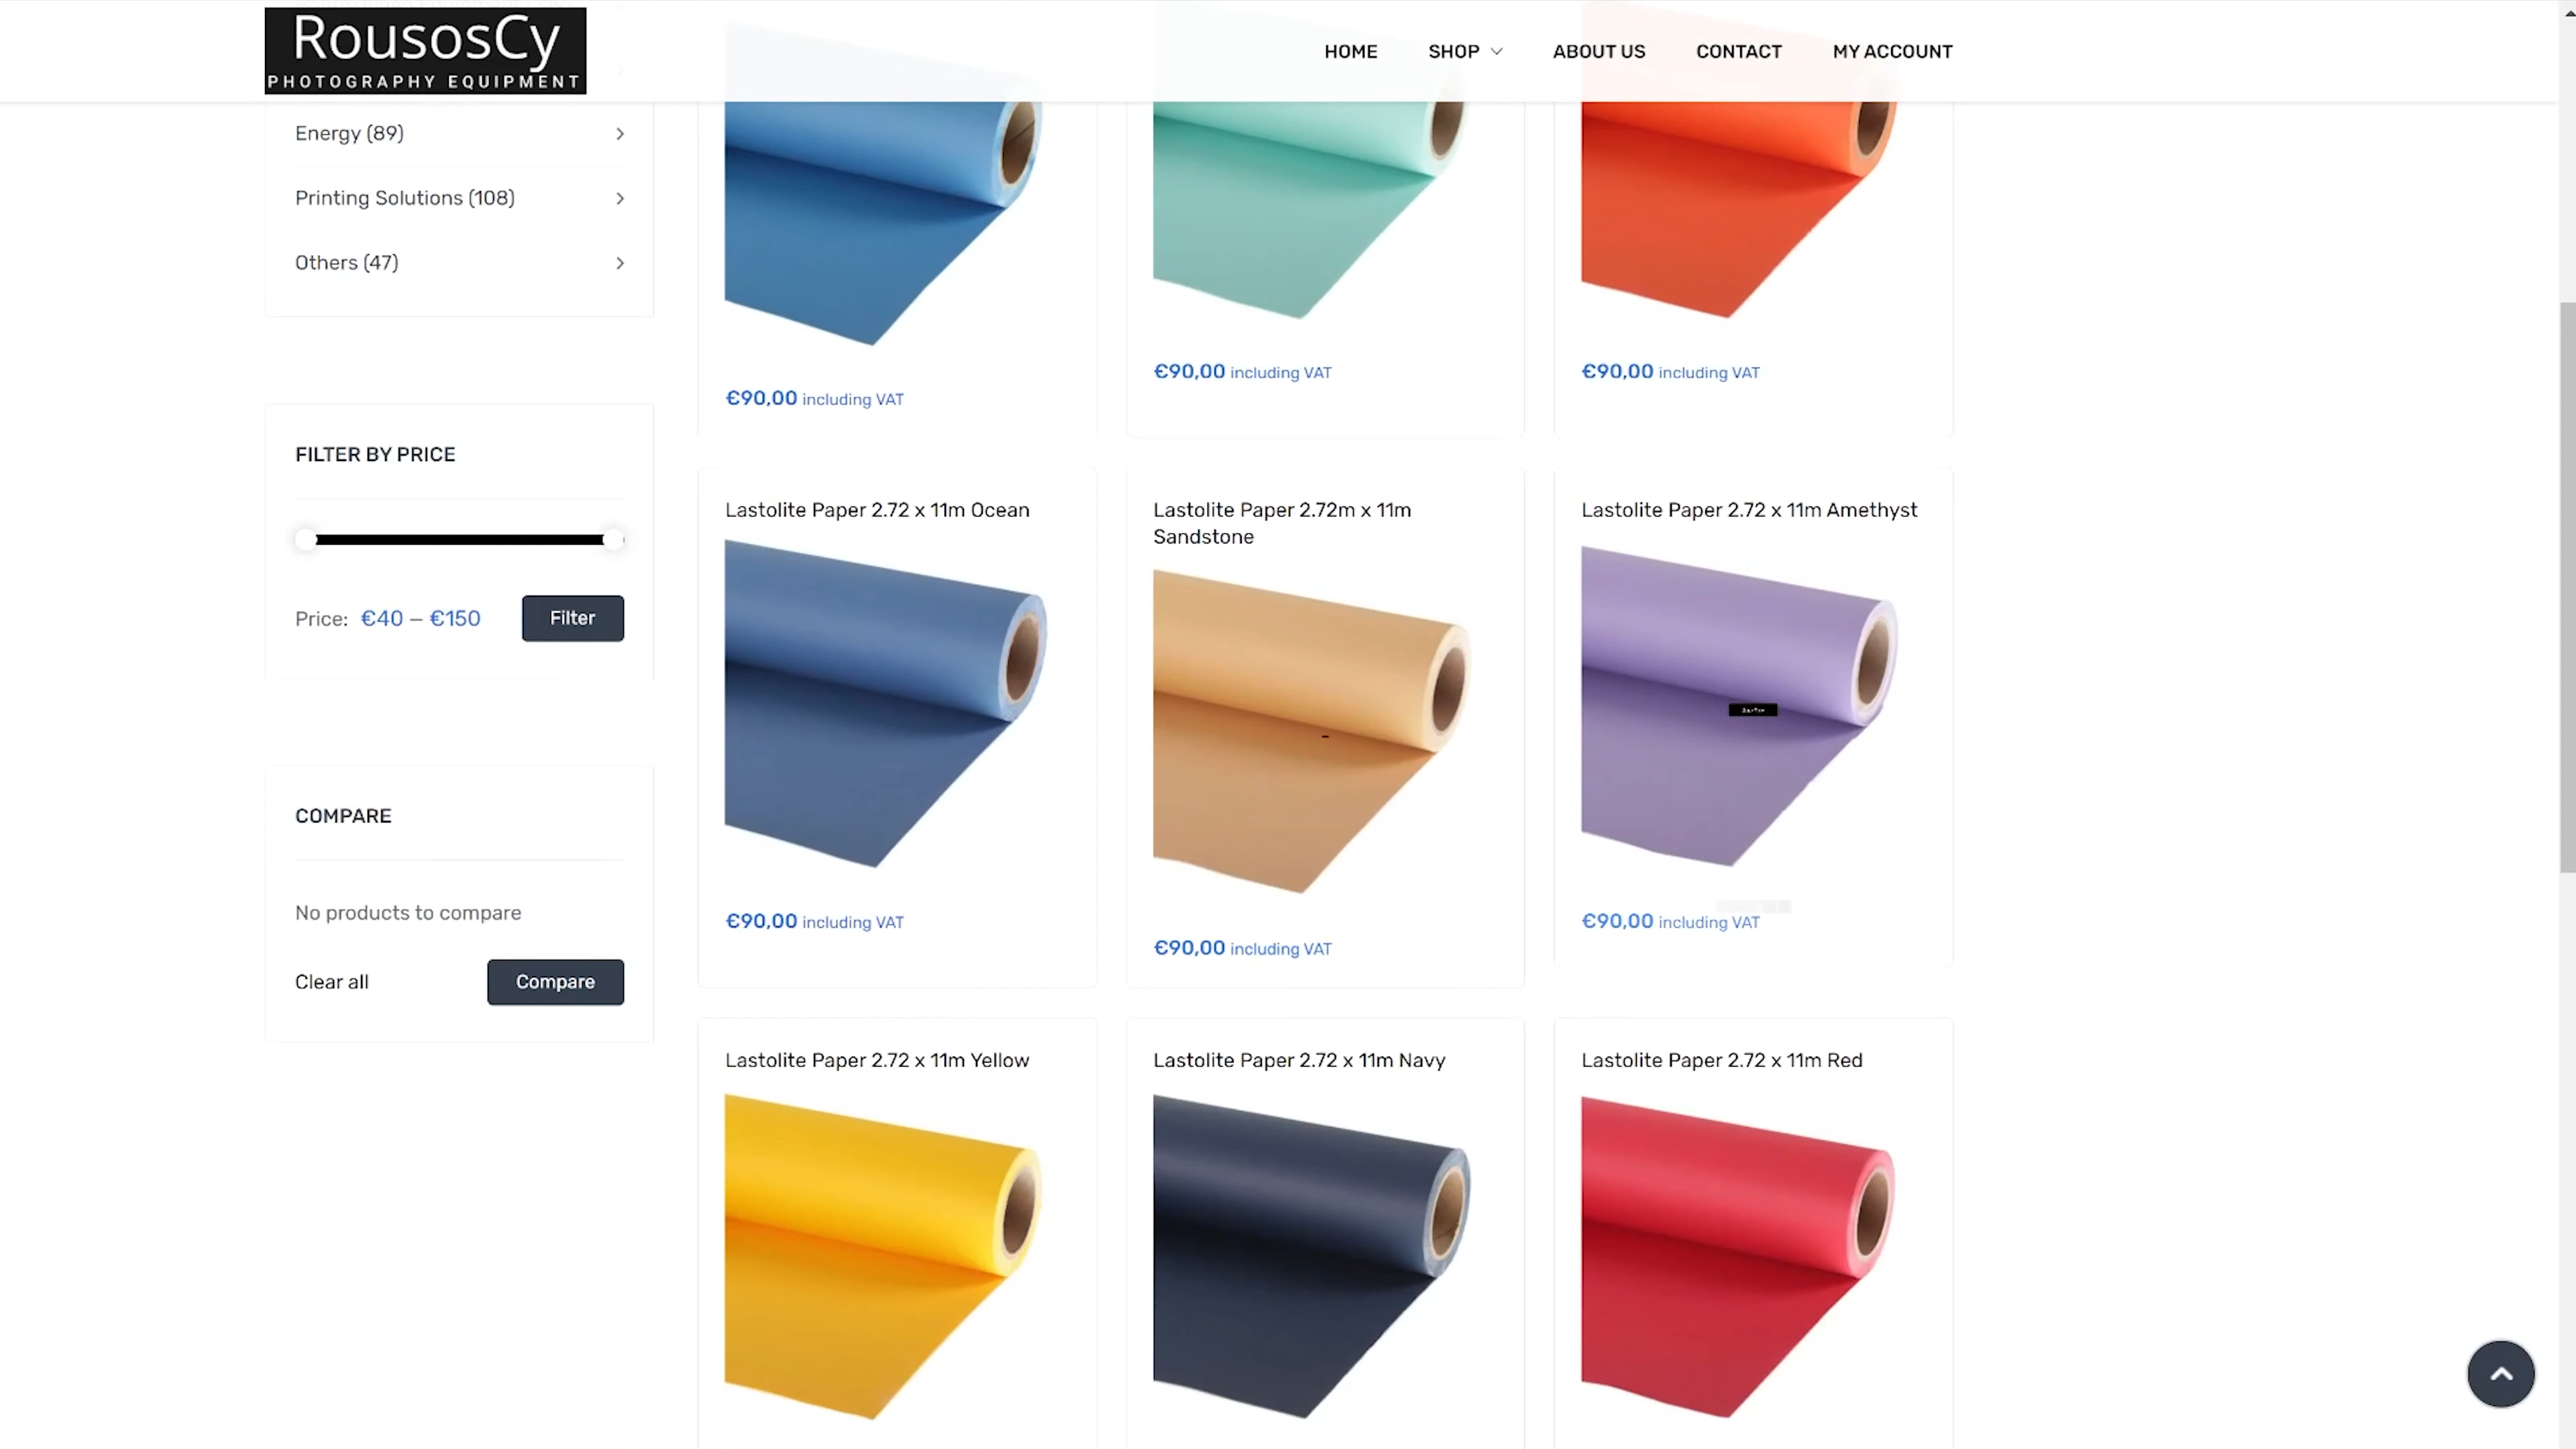 RousosCy
PHOTOGRAPHY EQUIPMENT
HOME
SHOP
ABOUT US
CONTACT
MY ACCOUNT
Energy (89)
Printing Solutions (108)
Others (47)
FILTER BY PRICE
Price: €40 — €150
Filter
COMPARE
No products to compare
Clear all
Compare
€90,00 including VAT
€90,00 including VAT
€90,00 including VAT
Lastolite Paper 2.72 x 11m Ocean
€90,00 including VAT
Lastolite Paper 2.72m x 11m
Sandstone
€90,00 including VAT
Lastolite Paper 2.72 x 11m Amethyst
€90,00 including VAT
Lastolite Paper 2.72 x 11m Yellow
Lastolite Paper 2.72 x 11m Navy
Lastolite Paper 2.72 x 11m Red